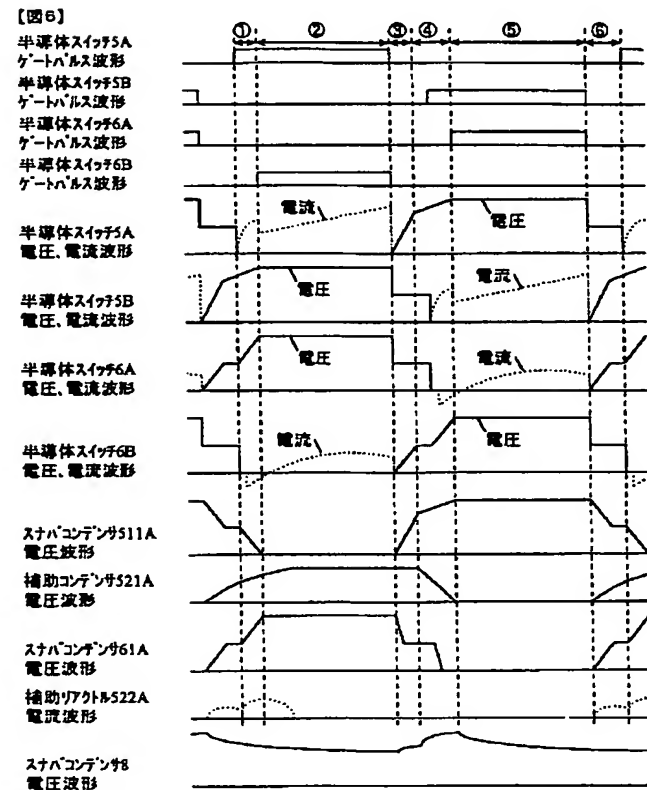 【図6】
① ② ③ ④ ⑤ ⑥
半導体スイッチ5A
ゲートパルス波形
半導体スイッチ5B
ゲートパルス波形
半導体スイッチ6A
ゲートパルス波形
半導体スイッチ6B
ゲートパルス波形
電流
電圧
半導体スイッチ5A
電圧、電流波形
電圧
電流
半導体スイッチ5B
電圧、電流波形
電圧
電流
半導体スイッチ6A
電圧、電流波形
電流
電圧
半導体スイッチ6B
電圧、電流波形
スナバコンデンサ511A
電圧波形
補助コンデンサ521A
電圧波形
スナバコンデンサ61A
電圧波形
補助リアクトル522A
電流波形
スナバコンデンサ8
電圧波形